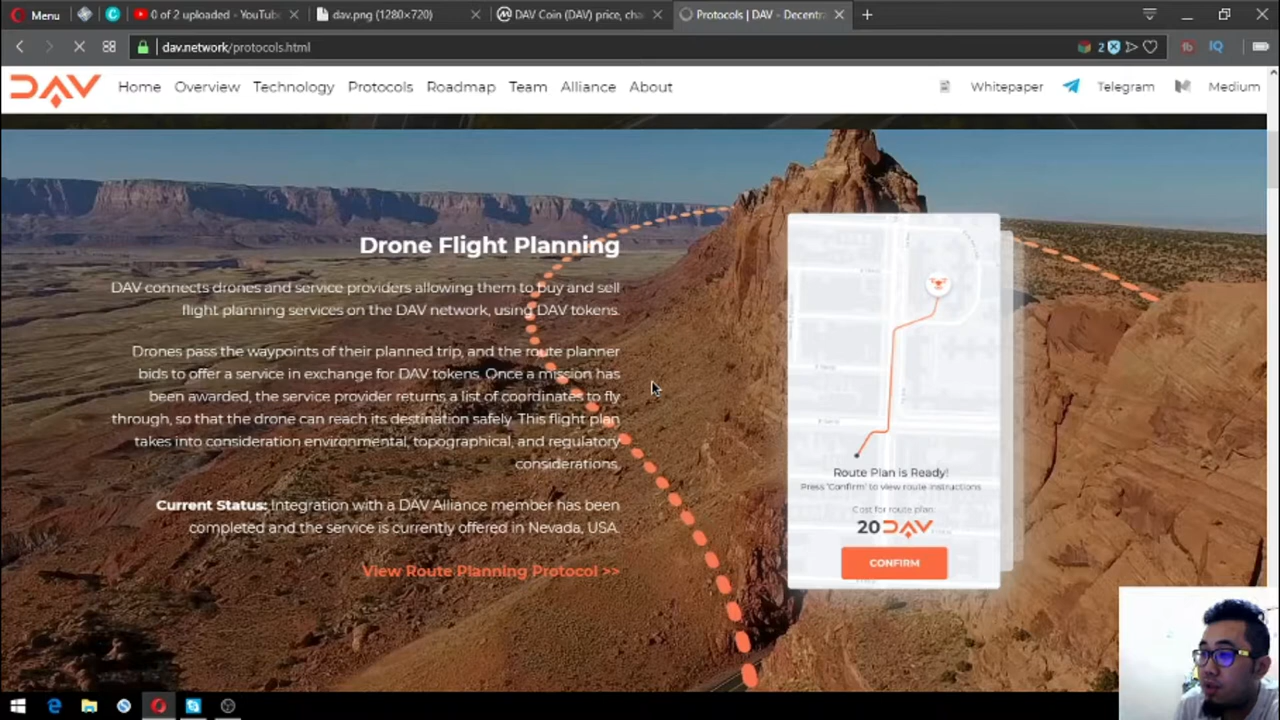 Menu
0 of 2 uploaded - YouTub
dav.png (1280×720)
DAV Coin (DAV) price, cha
Protocols | DAV - Decentra
dav.network/protocols.html
2
IQ
DAV
Home
Overview
Technology
Protocols
Roadmap
Team
Alliance
About
Whitepaper
Telegram
Medium
Drone Flight Planning
DAV connects drones and service providers allowing them to buy and sell
flight planning services on the DAV network, using DAV tokens.
Drones pass the waypoints of their planned trip, and the route planner
bids to offer a service in exchange for DAV tokens. Once a mission has
been awarded, the service provider returns a list of coordinates to fly
through, so that the drone can reach its destination safely. This flight plan
takes into consideration environmental, topographical, and regulatory
considerations.
Current Status: Integration with a DAV Alliance member has been
completed and the service is currently offered in Nevada, USA.
View Route Planning Protocol >>
Route Plan is Ready!
Press 'Confirm' to view route instructions
Cost for route plan:
20 DAV
CONFIRM